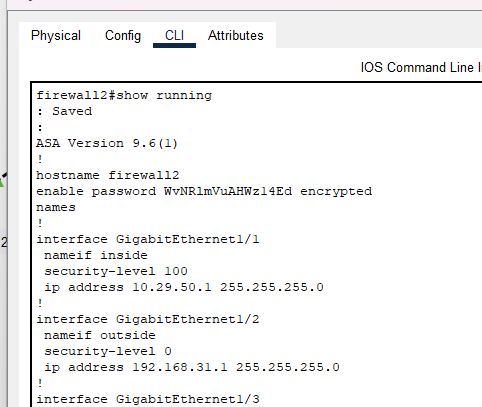 Physical Config CLI Attributes
IOS Command Line I
firewall2#show running
: Saved
:
ASA Version 9.6(1)
!
hostname firewall2
enable password WvNRlmVuAHWzl4Ed encrypted
names
!
interface GigabitEthernet1/1
nameif inside
security-level 100
ip address 10.29.50.1 255.255.255.0
!
interface GigabitEthernet1/2
nameif outside
security-level 0
ip address 192.168.31.1 255.255.255.0
!
interface GigabitEthernet1/3
2